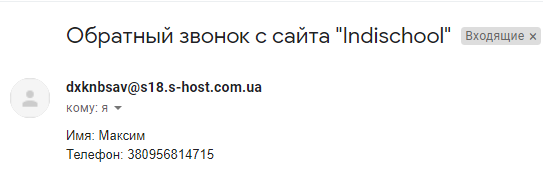 Обратный звонок с сайта "Indischool" Входящие ×
dxknbsav@s18.s-host.com.ua
кому: я
Имя: Максим
Телефон: 380956814715